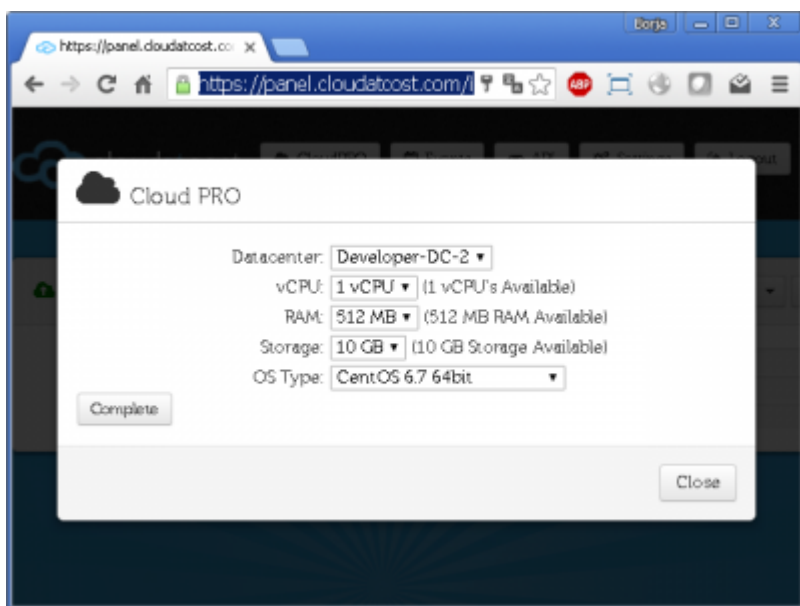 Borja
https://panel.cloudatcost.co
https://panel.cloudatcost.com/l
ABP
CloudPRO
Cloud PRO
Datacenter: Developer-DC-2
vCPU: 1 vCPU (1 vCPU's Available)
RAM: 512 MB (512 MB RAM Available)
Storage: 10 GB (10 GB Storage Available)
OS Type: CentOS 6.7 64bit
Complete
Close